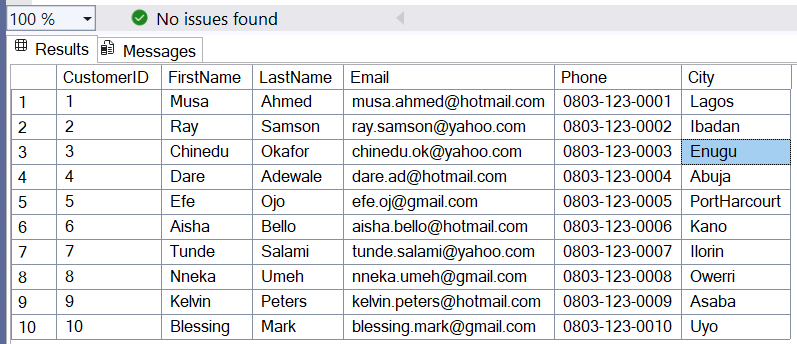 100 % No issues found
Results Messages
CustomerID FirstName LastName Email Phone City
1 1 Musa Ahmed musa.ahmed@hotmail.com 0803-123-0001 Lagos
2 2 Ray Samson ray.samson@yahoo.com 0803-123-0002 Ibadan
3 3 Chinedu Okafor chinedu.ok@yahoo.com 0803-123-0003 Enugu
4 4 Dare Adewale dare.ad@hotmail.com 0803-123-0004 Abuja
5 5 Efe Ojo efe.oj@gmail.com 0803-123-0005 PortHarcourt
6 6 Aisha Bello aisha.bello@hotmail.com 0803-123-0006 Kano
7 7 Tunde Salami tunde.salami@yahoo.com 0803-123-0007 Ilorin
8 8 Nneka Umeh nneka.umeh@gmail.com 0803-123-0008 Owerri
9 9 Kelvin Peters kelvin.peters@hotmail.com 0803-123-0009 Asaba
10 10 Blessing Mark blessing.mark@gmail.com 0803-123-0010 Uyo